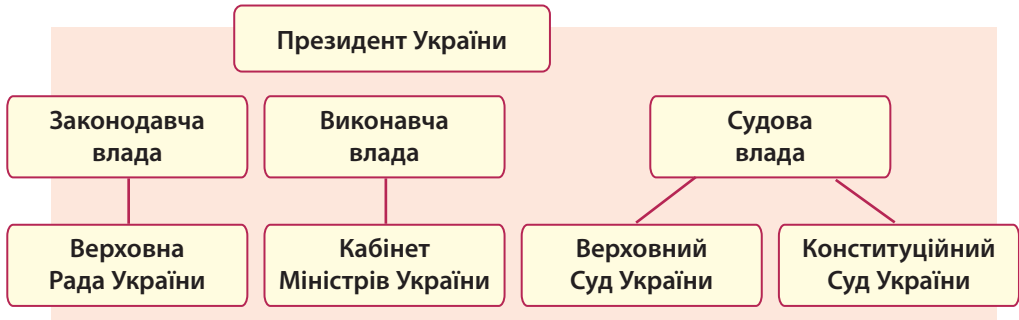 Президент України
Законодавча
влада
Виконавча
влада
Судова
влада
Верховна
Рада України
Кабінет
Міністрів України
Верховний
Суд України
Конституційний
Суд України